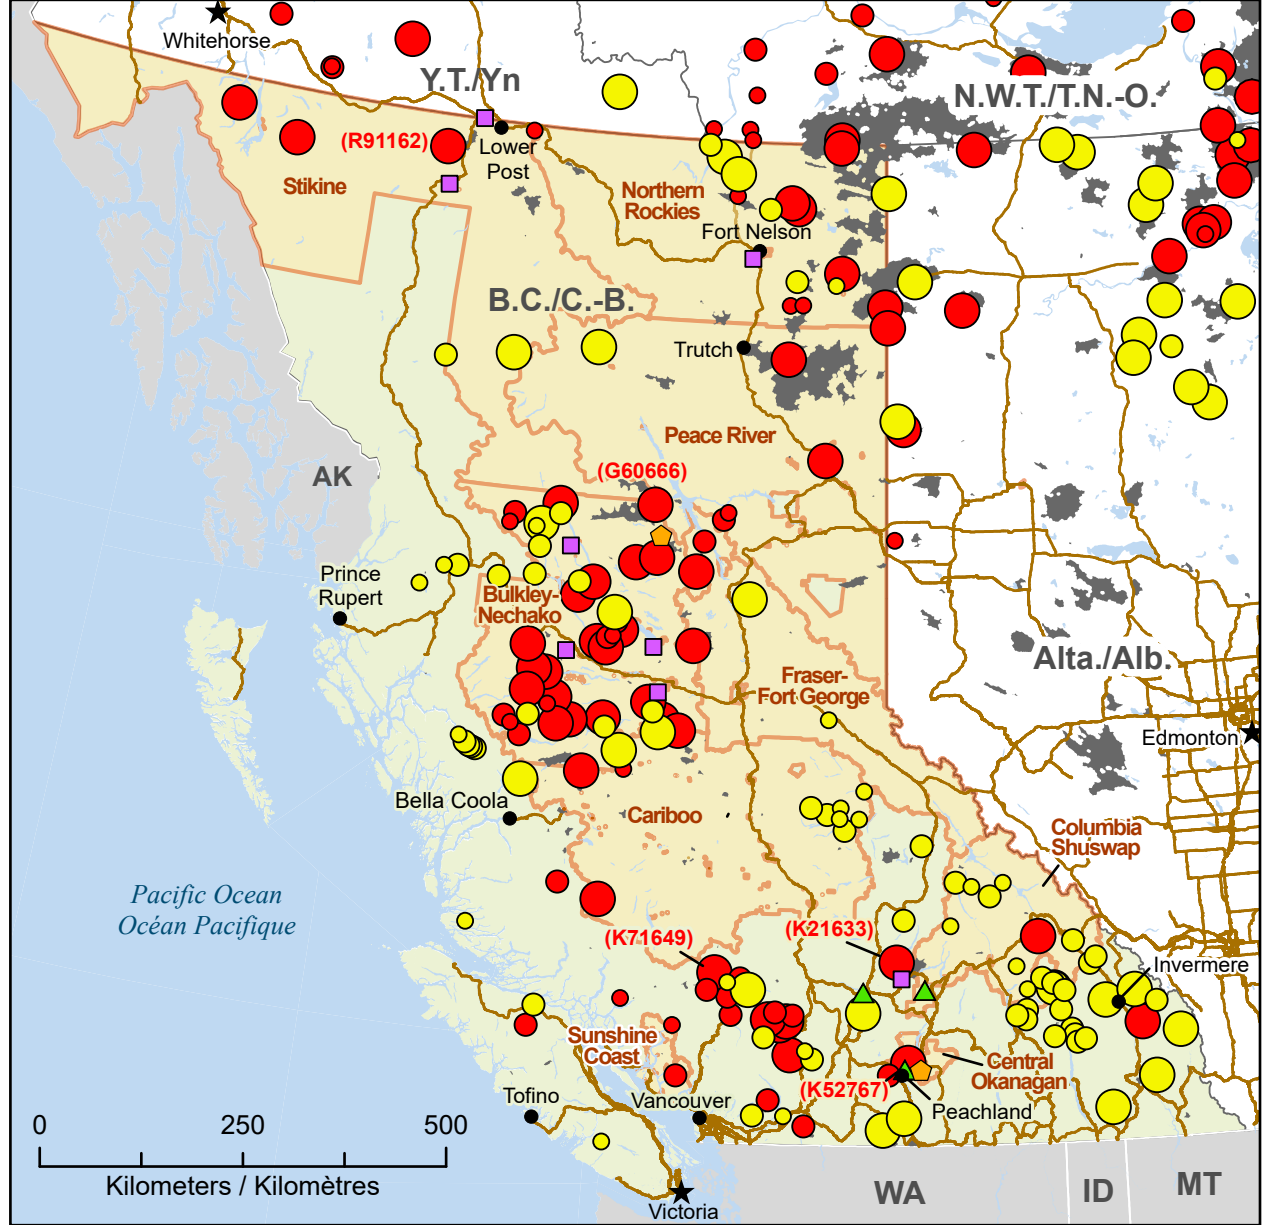 Whitehorse
Y.T./Yn
N.W.T./T.N.-O.
(R91162)
Lower
Post
Stikine
Northern
Rockies
Fort Nelson
B.C./C.-B.
Trutch
Peace River
(G60666)
AK
Prince
Rupert
Bulkley-
Nechako
Alta./Alb.
Fraser-
Fort George
Edmonton
Bella Coola
Cariboo
Columbia
Shuswap
Pacific Ocean
Océan Pacifique
(K71649)
(K21633)
Invermere
Sunshine
Coast
Central
Okanagan
(K52767)
Tofino
Vancouver
Peachland
0 250 500
Kilometers / Kilomètres
Victoria
WA
ID
MT